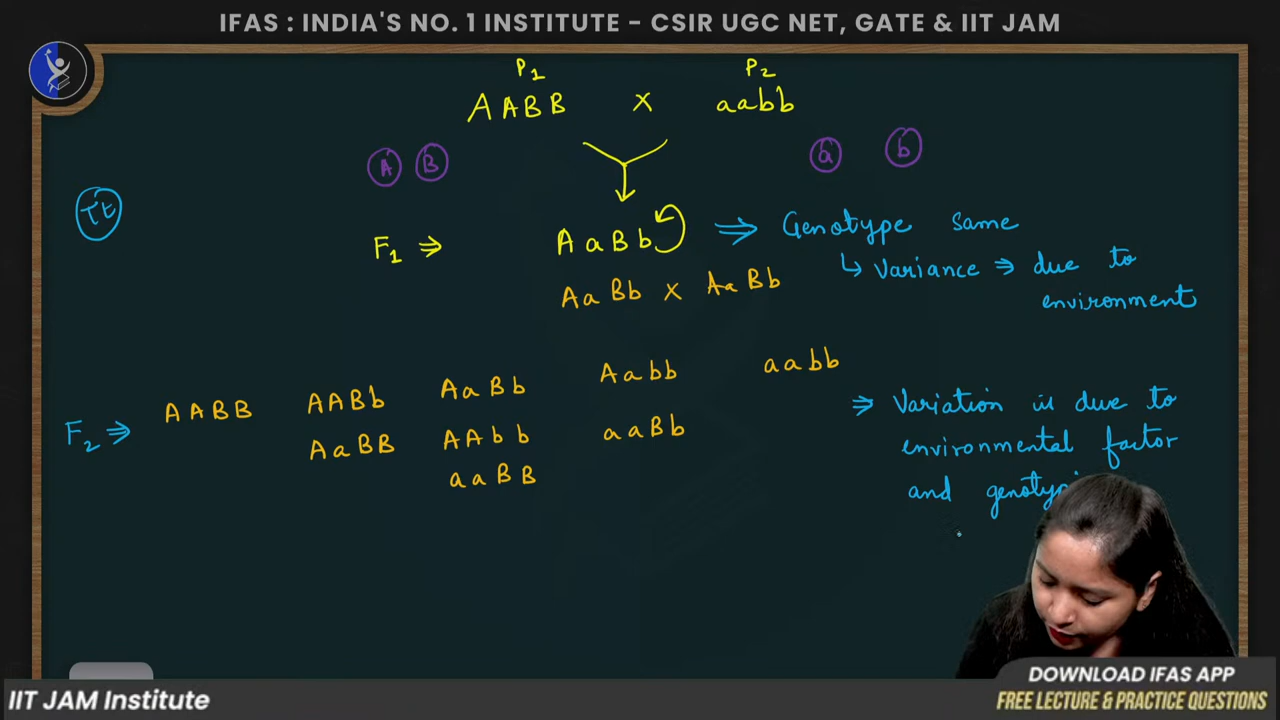 IFAS : INDIA'S NO. 1 INSTITUTE - CSIR UGC NET, GATE & IIT JAM
P1 P2
AABB x aabb
A B a b
Tt
F1 ⇒ AaBb ⇒ Genotype same
↳ Variance ⇒ due to
environment
AaBb x AaBb
F2 ⇒ AABB AABb AaBb Aabb aabb
AaBB AAbb aaBb
aaBB
⇒ Variation is due to
environmental factor
and
DOWNLOAD IFAS APP
FREE LECTURE & PRACTICE QUESTIONS
IIT JAM Institute